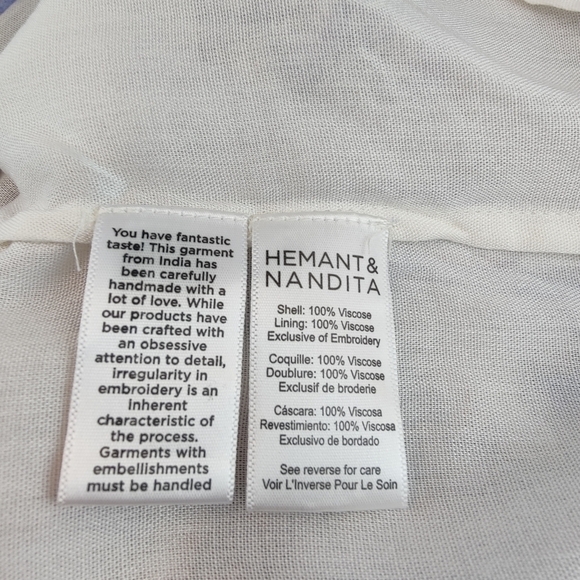 You have fantastic
taste! This garment
from India has
been carefully
handmade with a
lot of love. While
our products have
been crafted with
an obsessive
attention to detail,
irregularity in
embroidery is an
inherent
characteristic of
the process.
Garments with
embellishments
must be handled
HEMANT &
NANDITA
Shell: 100% Viscose
Lining: 100% Viscose
Exclusive of Embroidery
Coquille: 100% Viscose
Doublure: 100% Viscose
Exclusif de broderie
Cáscara: 100% Viscosa
Revestimiento: 100% Viscosa
Exclusivo de bordado
See reverse for care
Voir L'Inverse Pour Le Soin